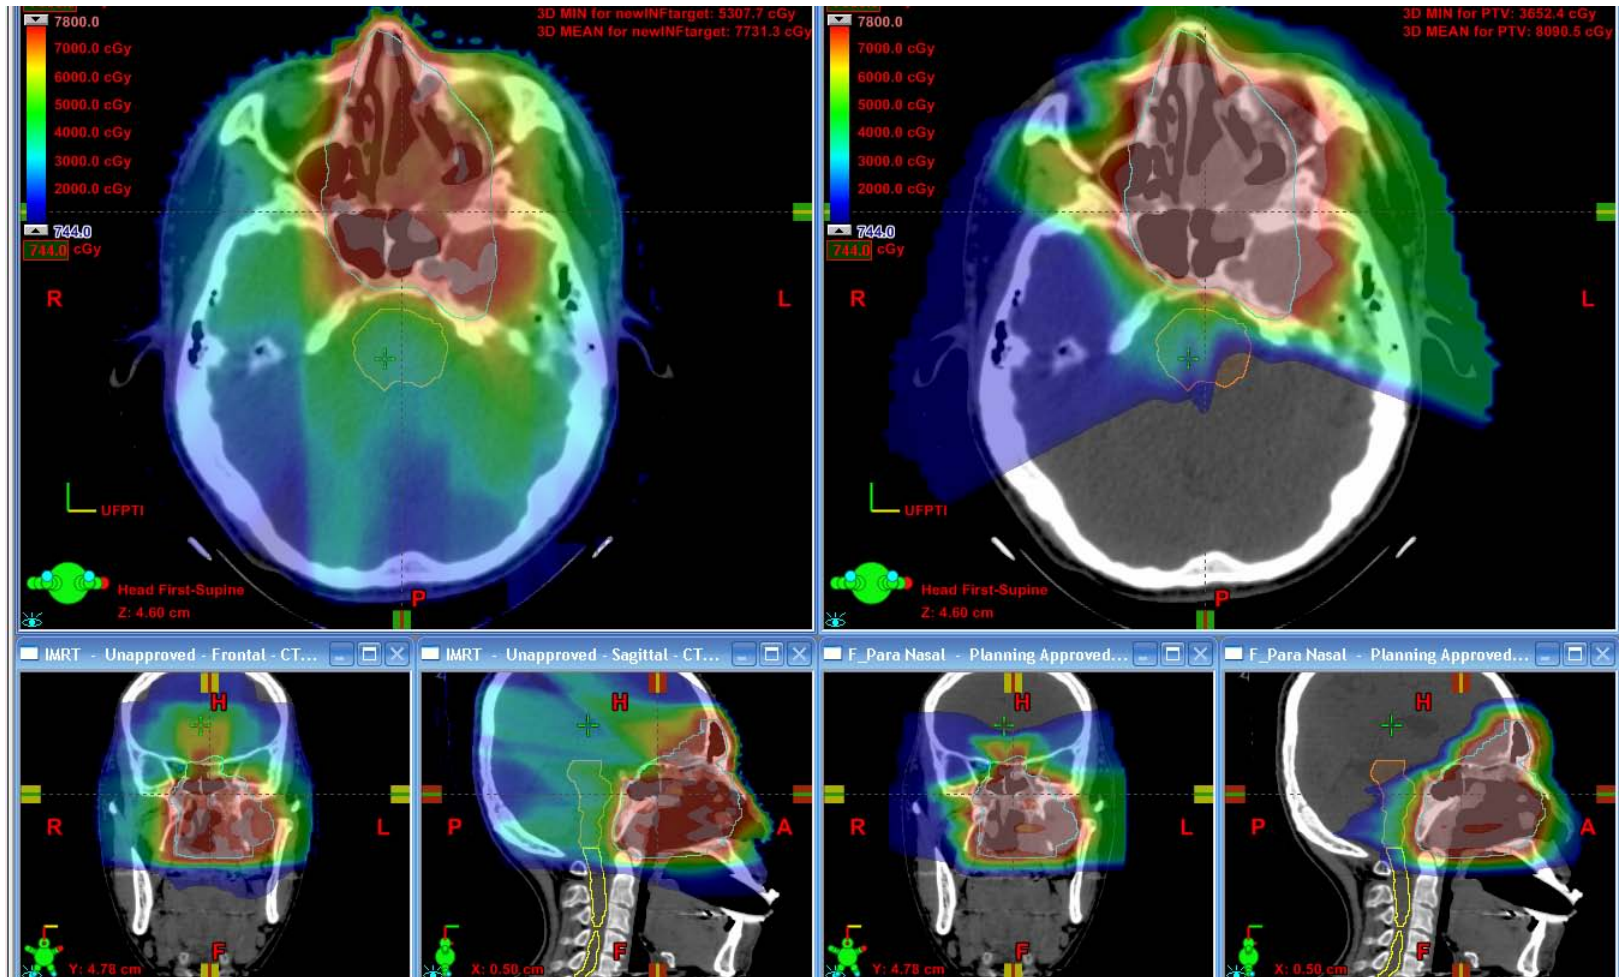 7800.0
7000.0 cGy
6000.0 cGy
5000.0 cGy
4000.0 cGy
3000.0 cGy
2000.0 cGy
744.0
744.0 cGy
3D MIN for newINFtarget: 5307.7 cGy
3D MEAN for newINFtarget: 7731.3 cGy
R
L
UFPTI
Head First-Supine
Z: 4.60 cm
P
7800.0
7000.0 cGy
6000.0 cGy
5000.0 cGy
4000.0 cGy
3000.0 cGy
2000.0 cGy
744.0
744.0 cGy
3D MIN for PTV: 3652.4 cGy
3D MEAN for PTV: 8090.5 cGy
R
L
UFPTI
Head First-Supine
Z: 4.60 cm
P
IMRT - Unapproved - Frontal - CT...
H
R
L
F
Y: 4.78 cm
IMRT - Unapproved - Sagittal - CT...
H
P
A
F
X: 0.50 cm
F_Para Nasal - Planning Approved...
H
R
L
F
Y: 4.78 cm
F_Para Nasal - Planning Approved...
H
P
A
F
X: 0.50 cm